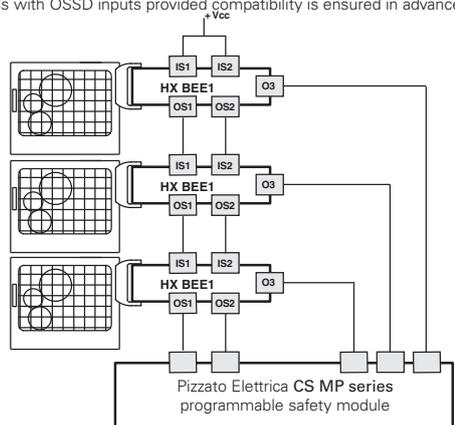 s with OSSD inputs provided compatibility is ensured in advance
+Vcc
IS1 IS2
HX BEE1 O3
OS1 OS2
IS1 IS2
HX BEE1 O3
OS1 OS2
IS1 IS2
HX BEE1 O3
OS1 OS2
Pizzato Elettrica CS MP series
programmable safety module